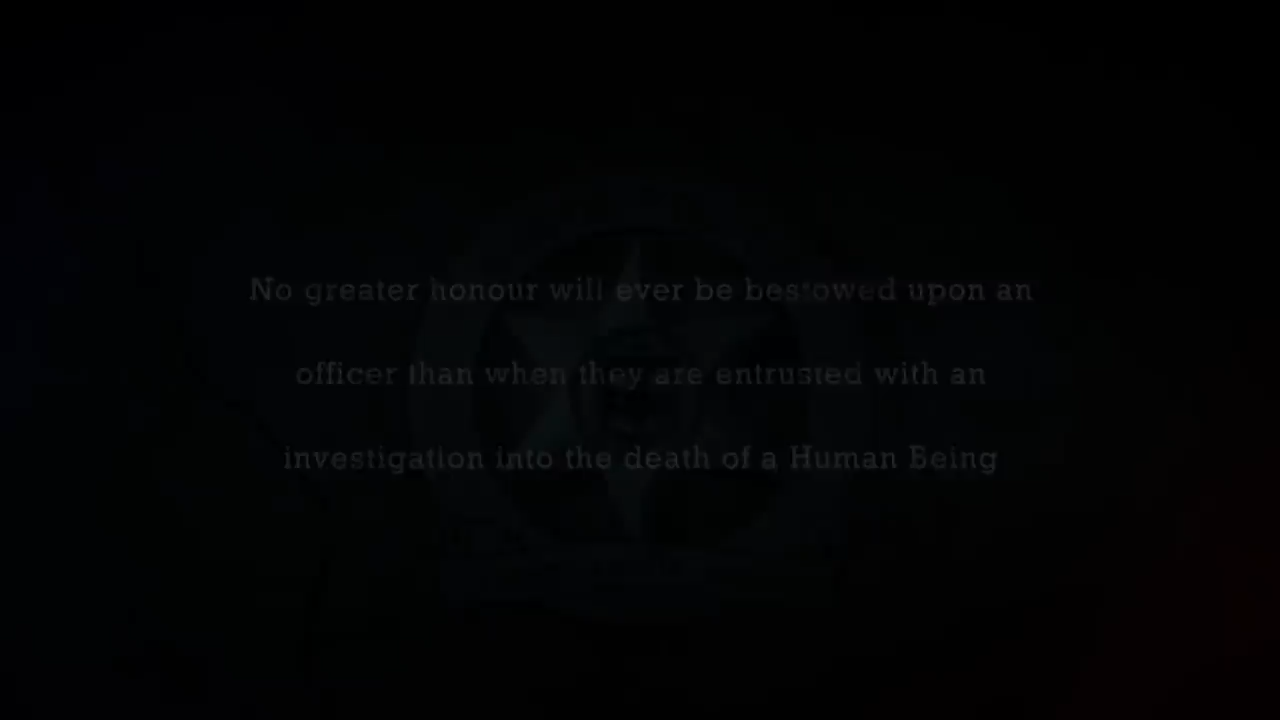 No greater honour will ever be bestowed upon an
officer than when they are entrusted with an
investigation into the death of a Human Being